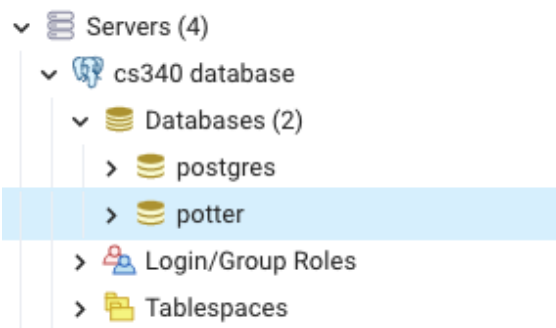 Servers (4)
cs340 database
Databases (2)
postgres
potter
Login/Group Roles
Tablespaces